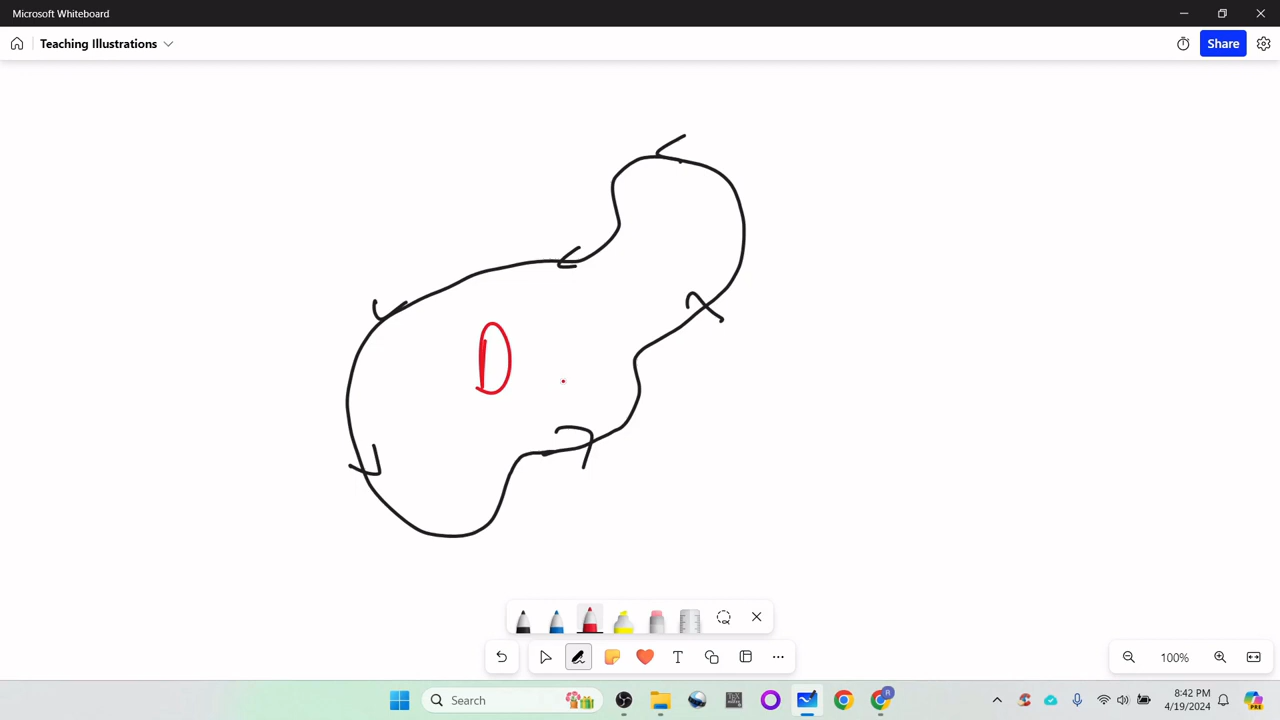 Microsoft Whiteboard
Teaching Illustrations
Share
D
100%
Search
8:42 PM
4/19/2024